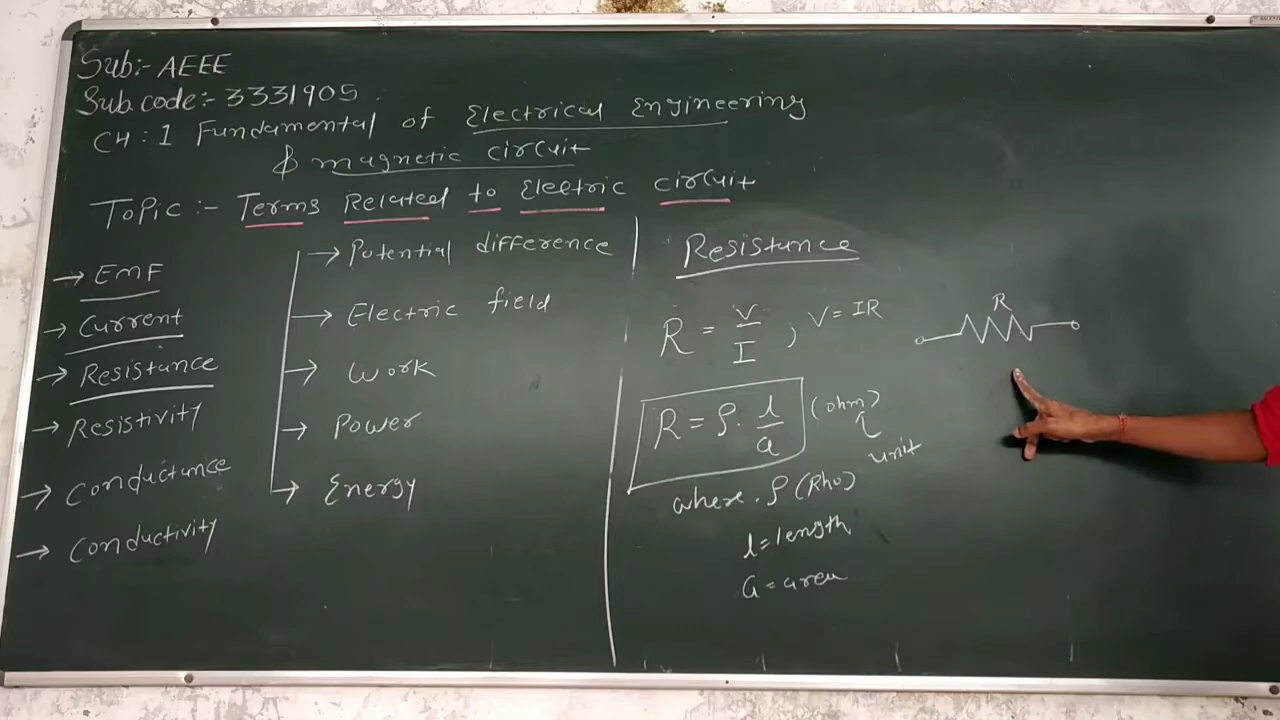 Sub:- AEEE
Sub code:- 3331905
CH:1 Fundamental of Electrical Engineering
& magnetic circuit
Topic:- Terms Related to Electric circuit
→ EMF
→ Current
→ Resistance
→ Resistivity
→ Conductance
→ Conductivity
→ Potential difference
→ Electric field
→ Work
→ Power
→ Energy
Resistance
R = V/I , V = IR
R = ρ. l/a (ohm)
unit
where. ρ (Rho)
l = length
a = area
R